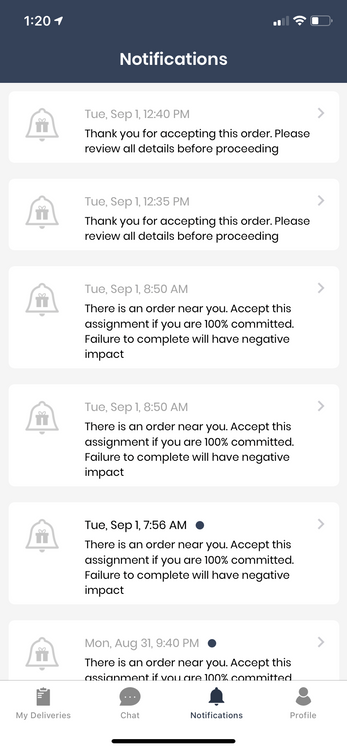 1:20
Notifications
Tue, Sep 1, 12:40 PM
Thank you for accepting this order. Please
review all details before proceeding
Tue, Sep 1, 12:35 PM
Thank you for accepting this order. Please
review all details before proceeding
Tue, Sep 1, 8:50 AM
There is an order near you. Accept this
assignment if you are 100% committed.
Failure to complete will have negative
impact
Tue, Sep 1, 8:50 AM
There is an order near you. Accept this
assignment if you are 100% committed.
Failure to complete will have negative
impact
Tue, Sep 1, 7:56 AM
There is an order near you. Accept this
assignment if you are 100% committed.
Failure to complete will have negative
impact
Mon, Aug 31, 9:40 PM
There is an order near you. Accept this
assignment if you are 100% committed.
My Deliveries
Chat
Notifications
Profile